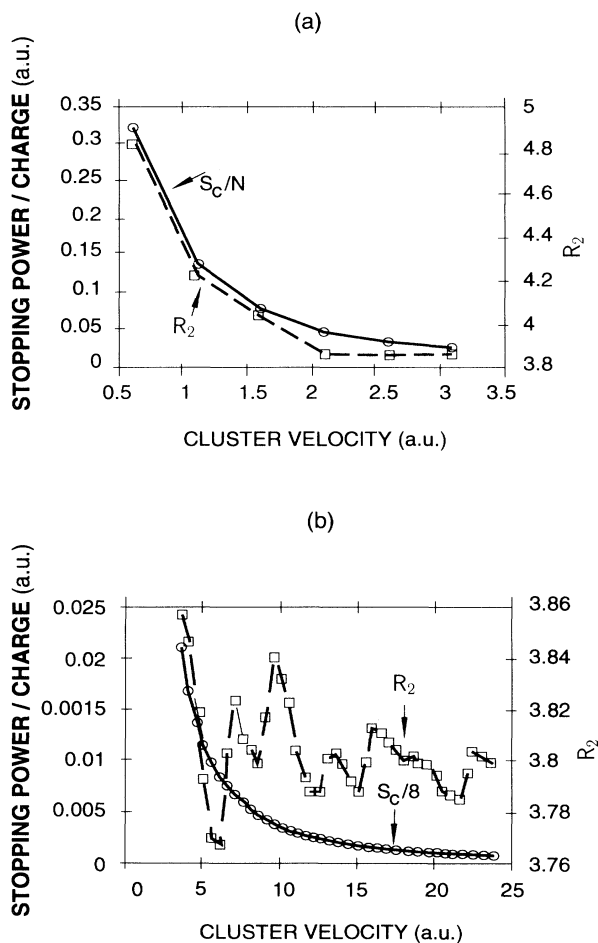 (a)
STOPPING POWER / CHARGE (a.u.)
0.35
0.3
0.25
0.2
0.15
0.1
0.05
0
5
4.8
4.6
4.4
4.2
4
3.8
R2
Sc/N
R2
0.5 1 1.5 2 2.5 3 3.5
CLUSTER VELOCITY (a.u.)
(b)
STOPPING POWER / CHARGE (a.u.)
0.025
0.02
0.0015
0.01
0.005
0
3.86
3.84
3.82
3.8
3.78
3.76
R2
R2
Sc/8
0 5 10 15 20 25
CLUSTER VELOCITY (a.u.)